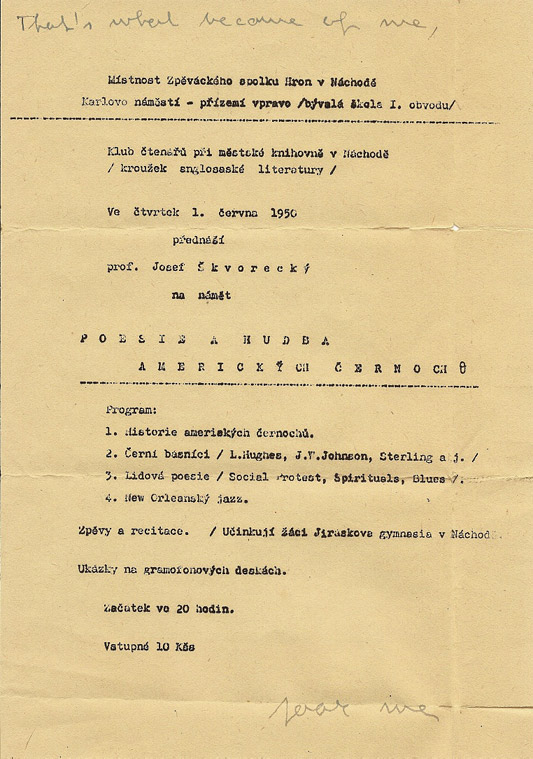 That's what became of me,
Místnost Zpěváckého spolku Hron v Náchodě
Karlovo náměstí - přízemí vpravo /bývalá škola I. obvodu/
Klub čtenářů při městské knihovně v Náchodě
/ kroužek anglosaské literatury /
Ve čtvrtek 1. června 1950
přednáší
prof. Josef Škvorecký
na námět
POESIE A HUDBA
AMERICKÝCH ČERNOCHŮ
Program:
1. Historie ameriských černochů.
2. Černí básníci / L.Hughes, J.W.Johnson, Sterling a j. /
3. Lidová poesie / Social Protest, Spirituals, Blues /.
4. New Orleanský jazz.
Zpěvy a recitace. / Učinkují žáci Jiráskova gymnasia v Náchodě.
Ukázky na gramofonových deskách.
Začátek ve 20 hodin.
Vstupné 10 Kčs
poor me